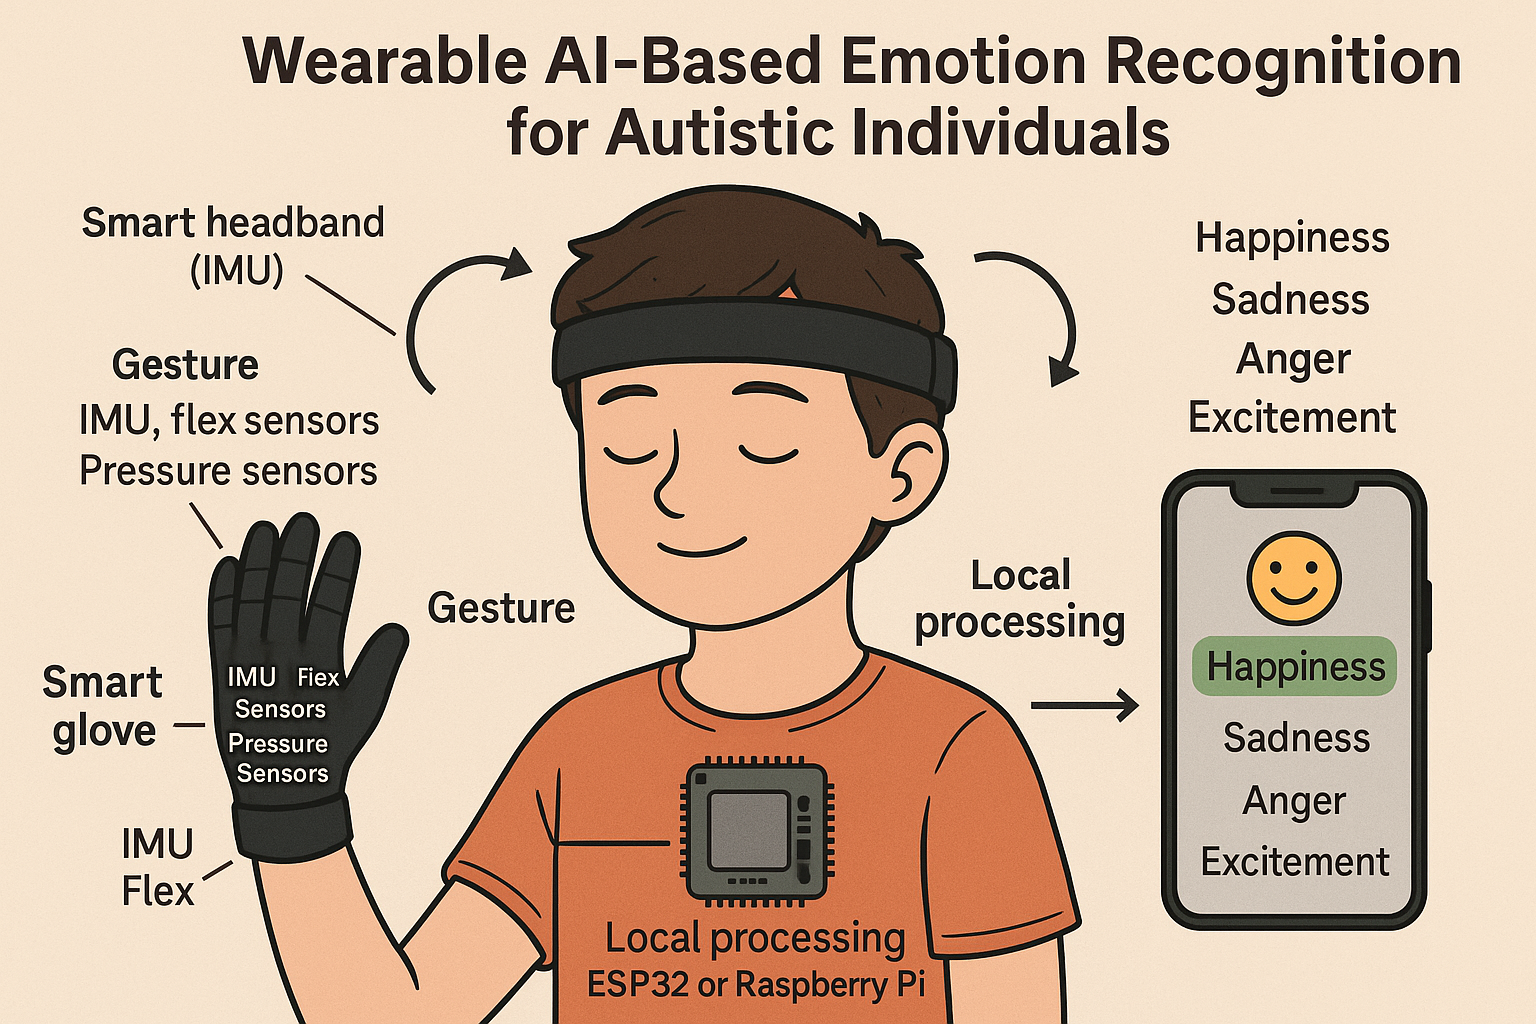 Wearable AI-Based Emotion Recognition
for Autistic Individuals
Smart headband
(IMU)
Gesture
IMU, flex sensors
Pressure sensors
Gesture
Smart
glove
IMU Fiex
Sensors
Pressure
Sensors
IMU
Flex
Local processing
ESP32 or Raspberry Pi
Local
processing
Happiness
Sadness
Anger
Excitement
Happiness
Sadness
Anger
Excitement